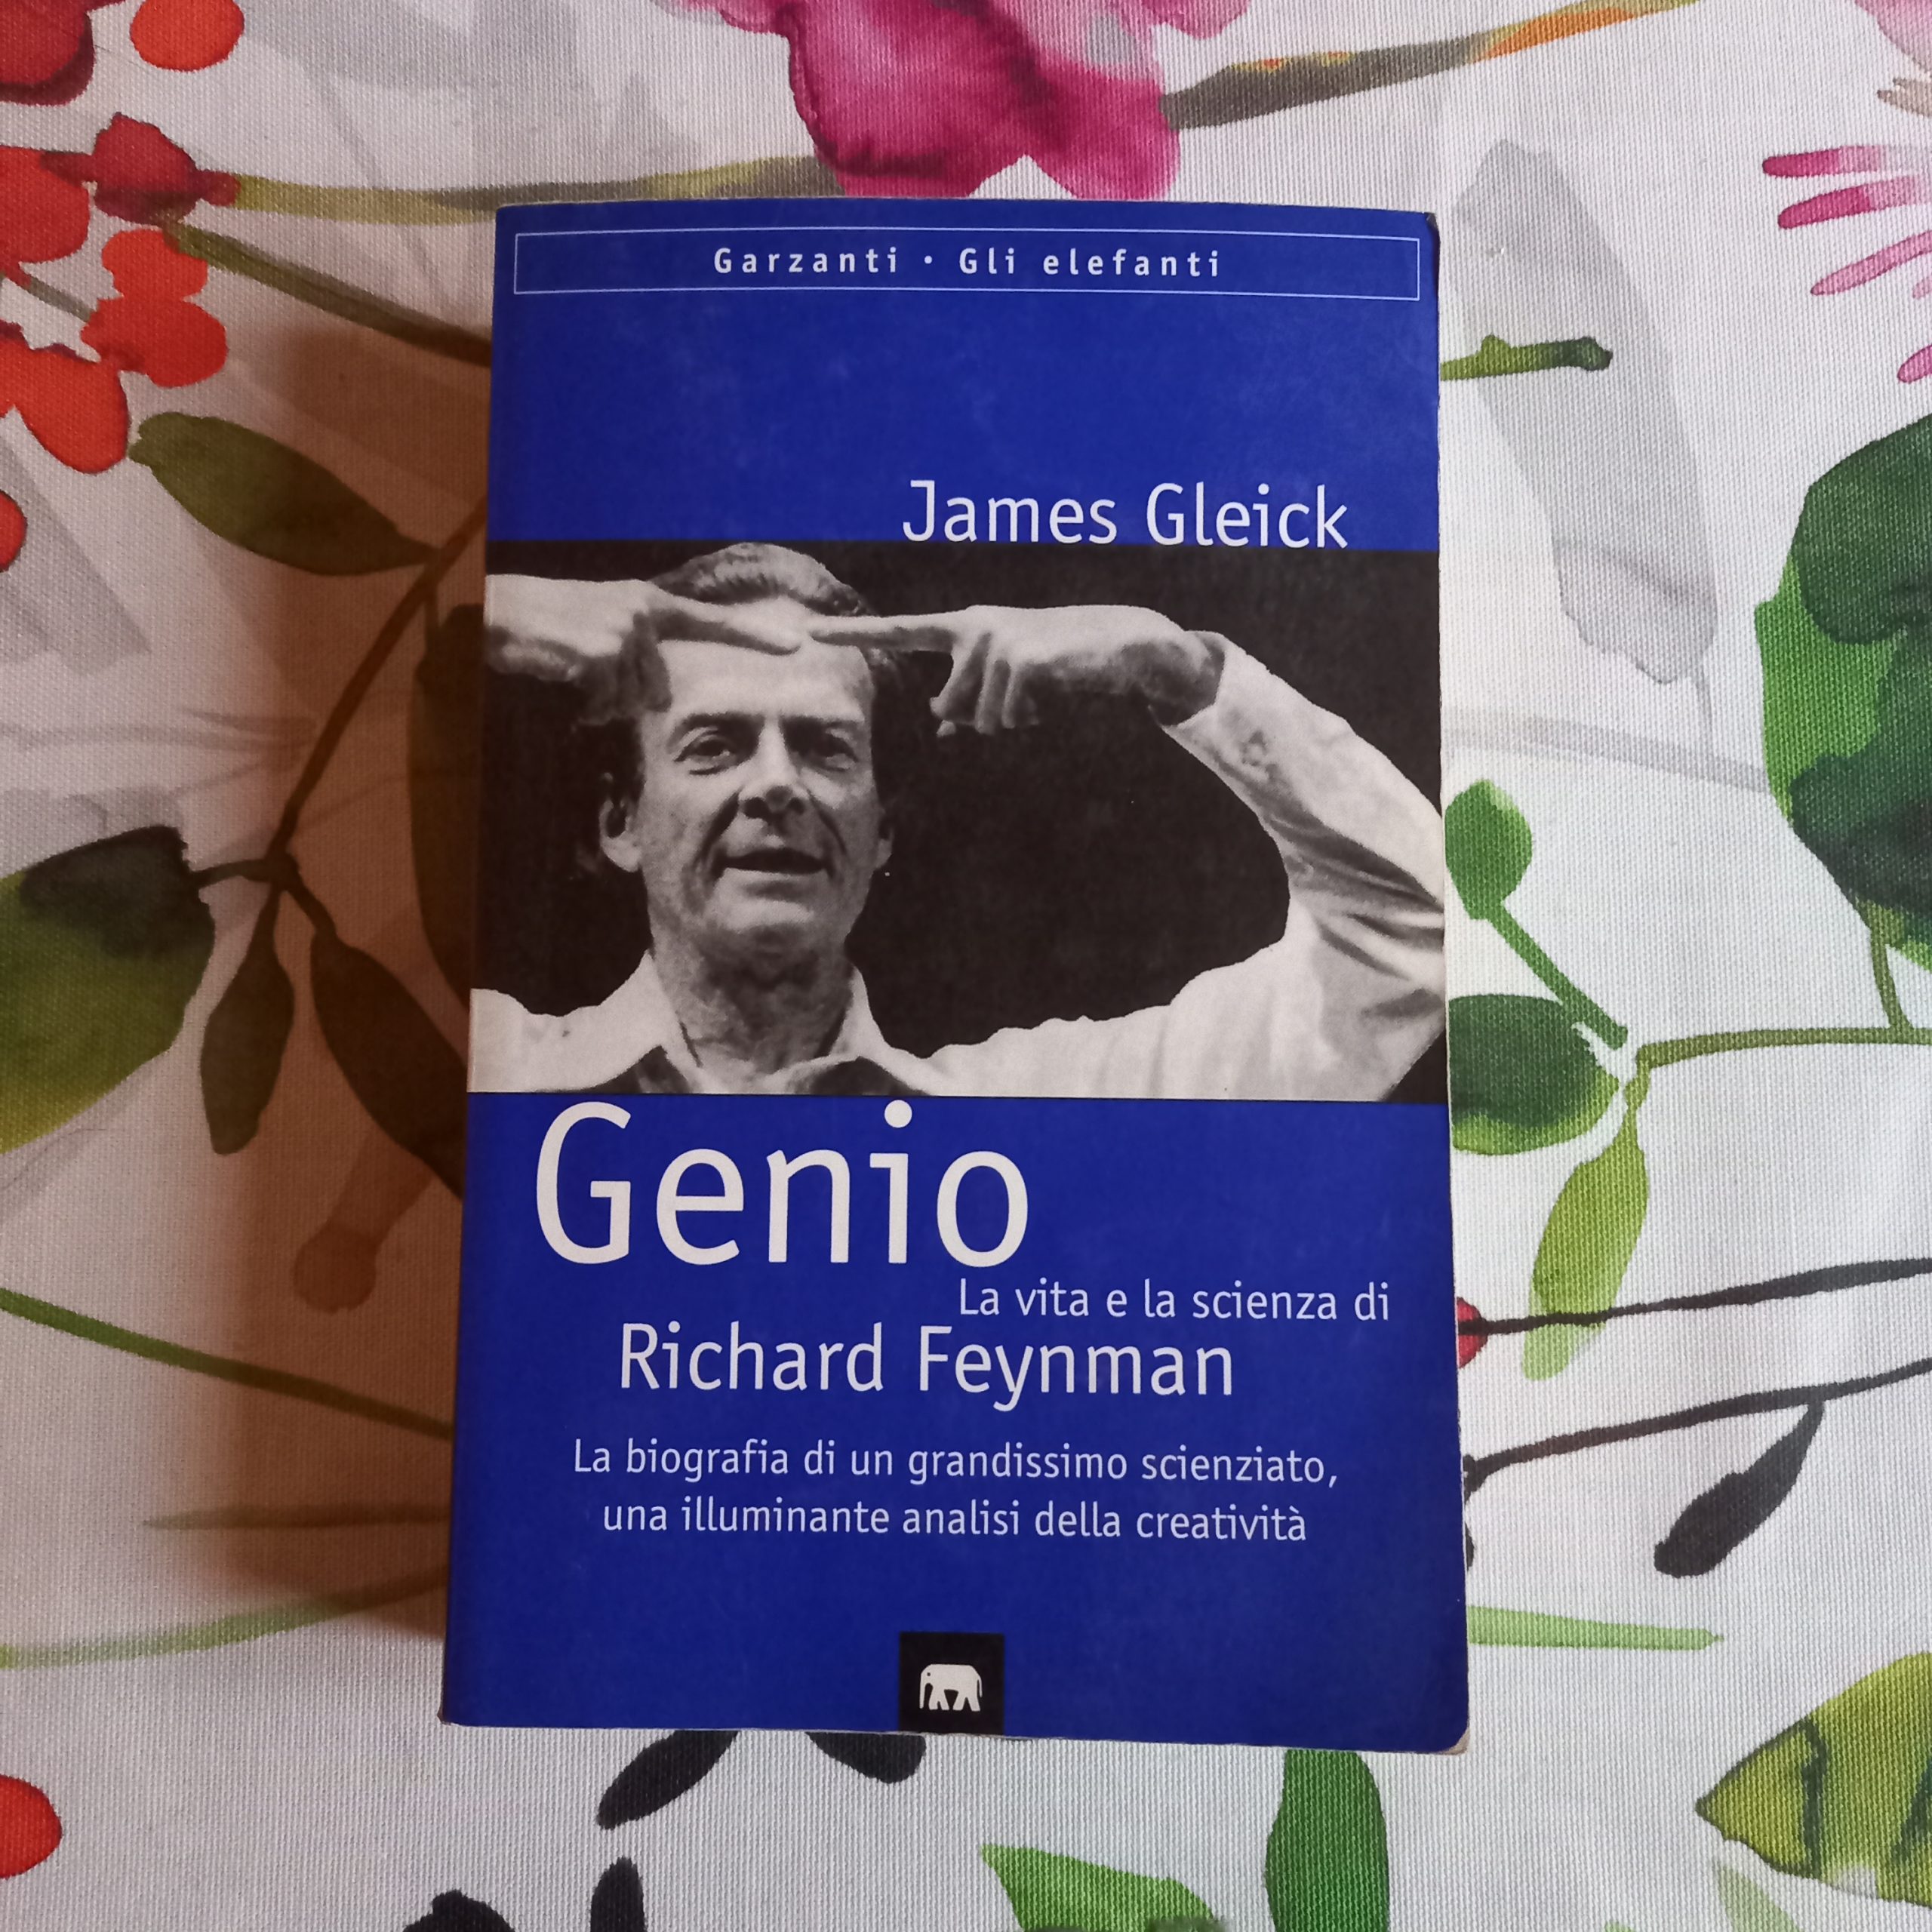 Garzanti • Gli elefanti
James Gleick
Genio
La vita e la scienza di
Richard Feynman
La biografia di un grandissimo scienziato,
una illuminante analisi della creatività